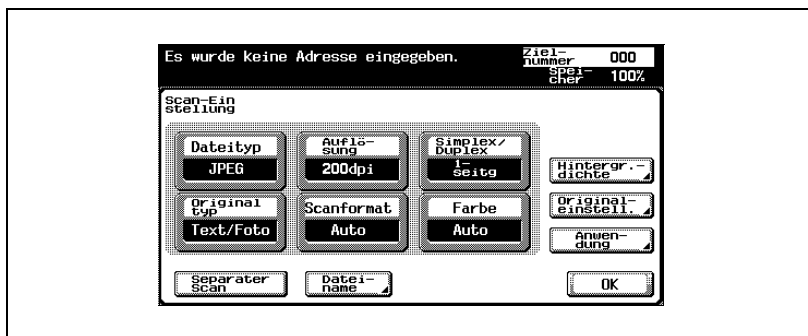 Es wurde keine Adresse eingegeben.
Ziel-
nummer 000
Spei-
cher 100%
Scan-Ein
stellung
Dateityp
JPEG
Auflö-
sung
200dpi
Simplex/
Duplex
1-
seitg
Hintergr.-
dichte
Original
typ
Text/Foto
Scanformat
Auto
Farbe
Auto
Original-
einstell.
Anwen-
dung
Separater
Scan
Datei-
name
OK